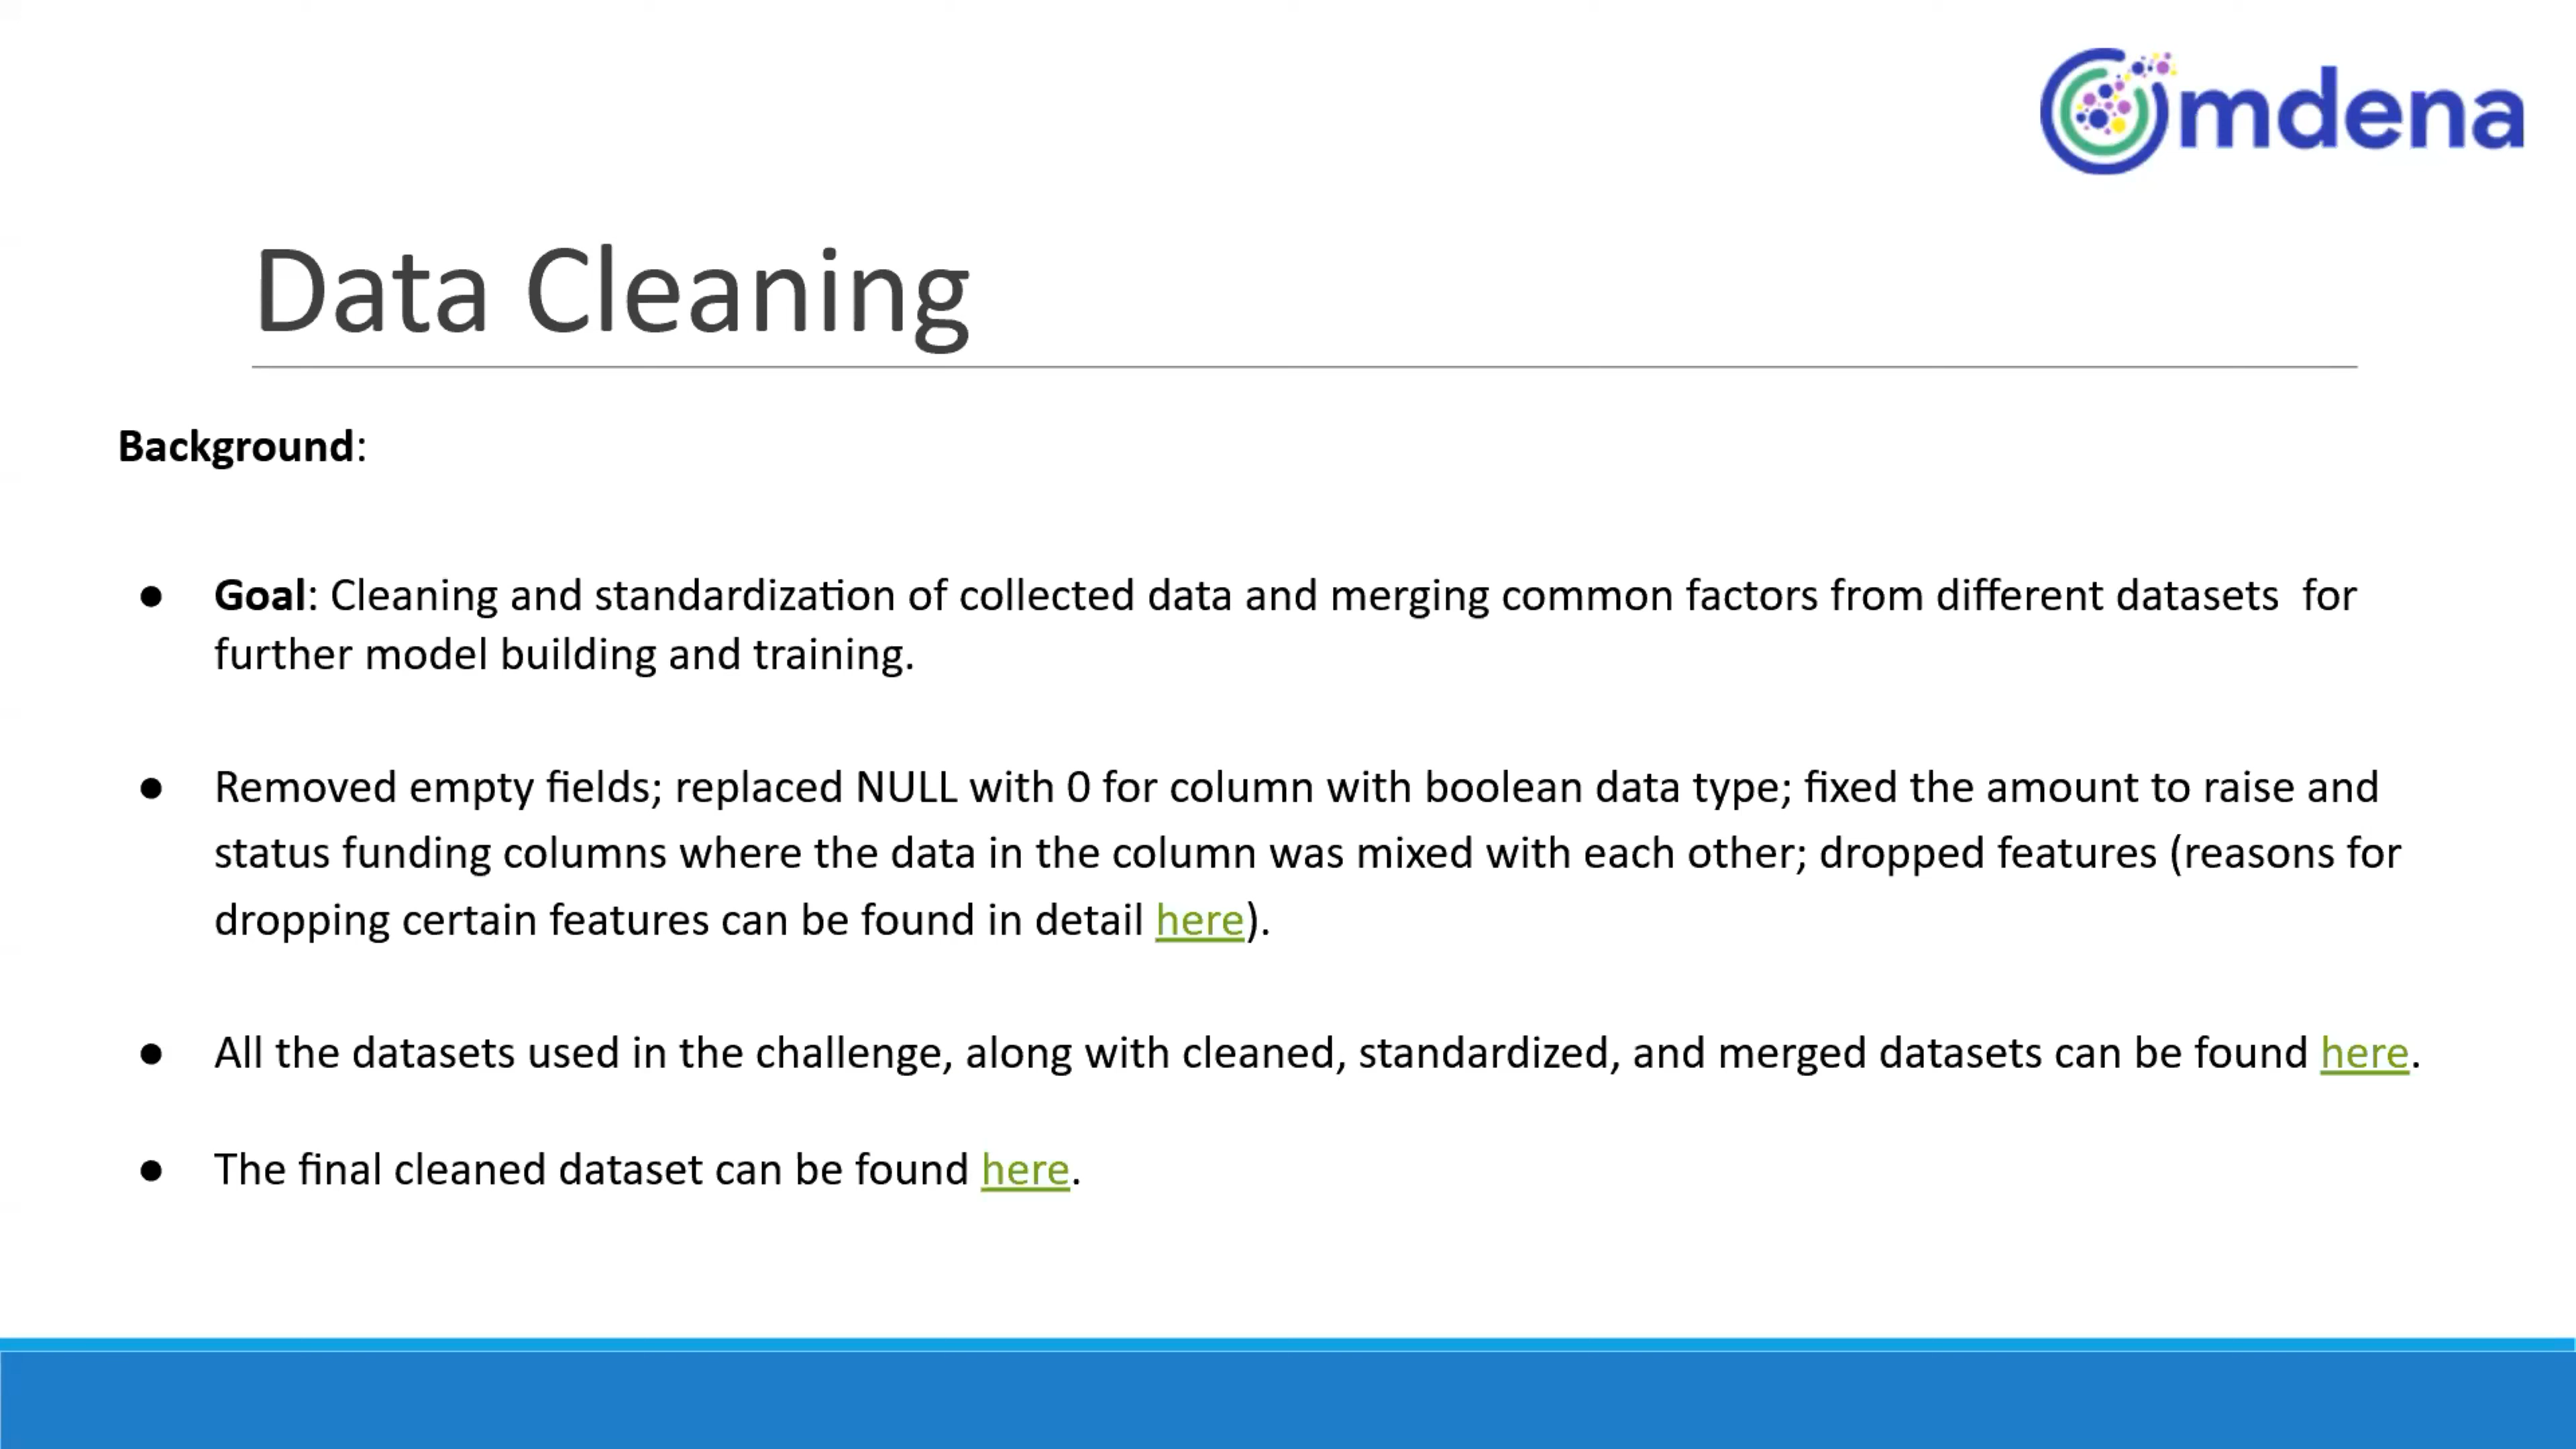 Omdena
Data Cleaning
Background:
● Goal: Cleaning and standardization of collected data and merging common factors from different datasets  for
further model building and training.
● Removed empty fields; replaced NULL with 0 for column with boolean data type; fixed the amount to raise and
status funding columns where the data in the column was mixed with each other; dropped features (reasons for
dropping certain features can be found in detail here).
● All the datasets used in the challenge, along with cleaned, standardized, and merged datasets can be found here.
● The final cleaned dataset can be found here.